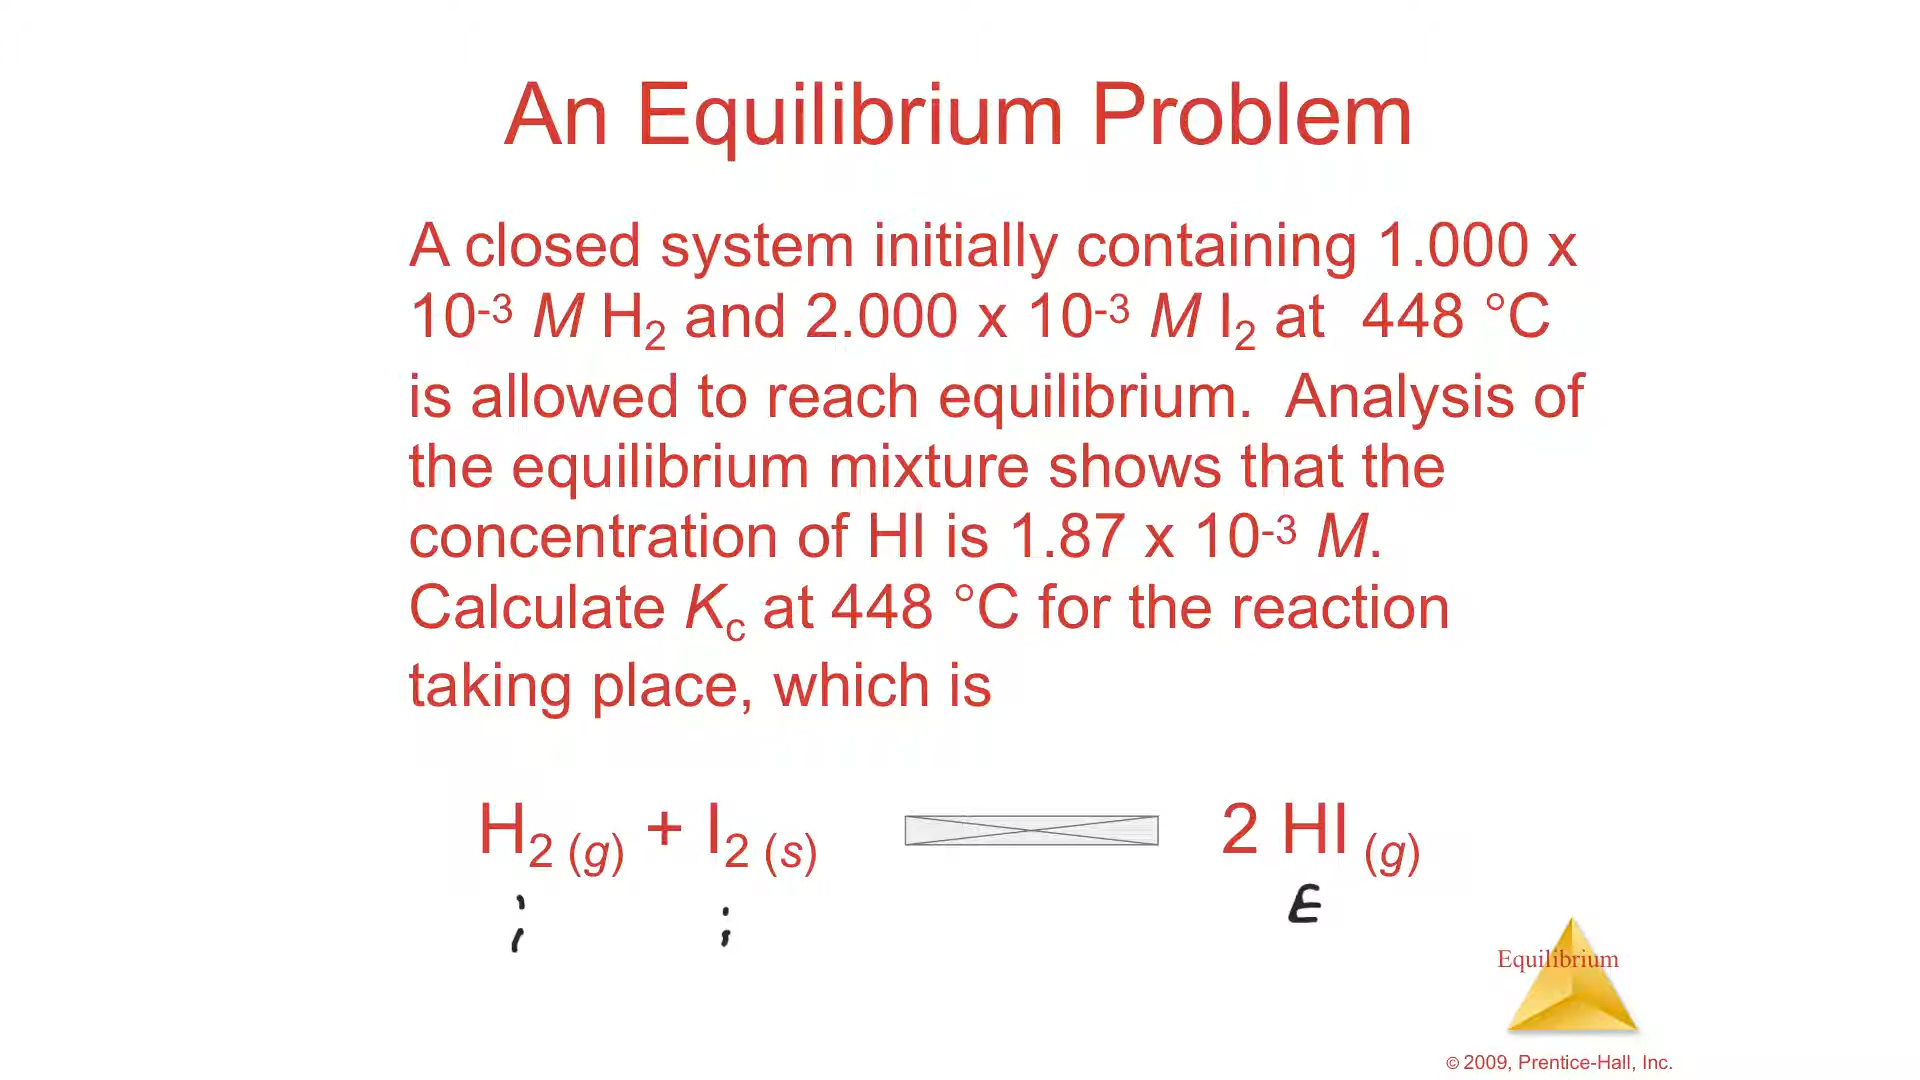 An Equilibrium Problem
A closed system initially containing 1.000 x
10-3 M H2 and 2.000 x 10-3 M I2 at 448 °C
is allowed to reach equilibrium. Analysis of
the equilibrium mixture shows that the
concentration of HI is 1.87 x 10-3 M.
Calculate Kc at 448 °C for the reaction
taking place, which is
H2 (g) + I2 (s) 2 HI (g)
i i E
Equilibrium
© 2009, Prentice-Hall, Inc.